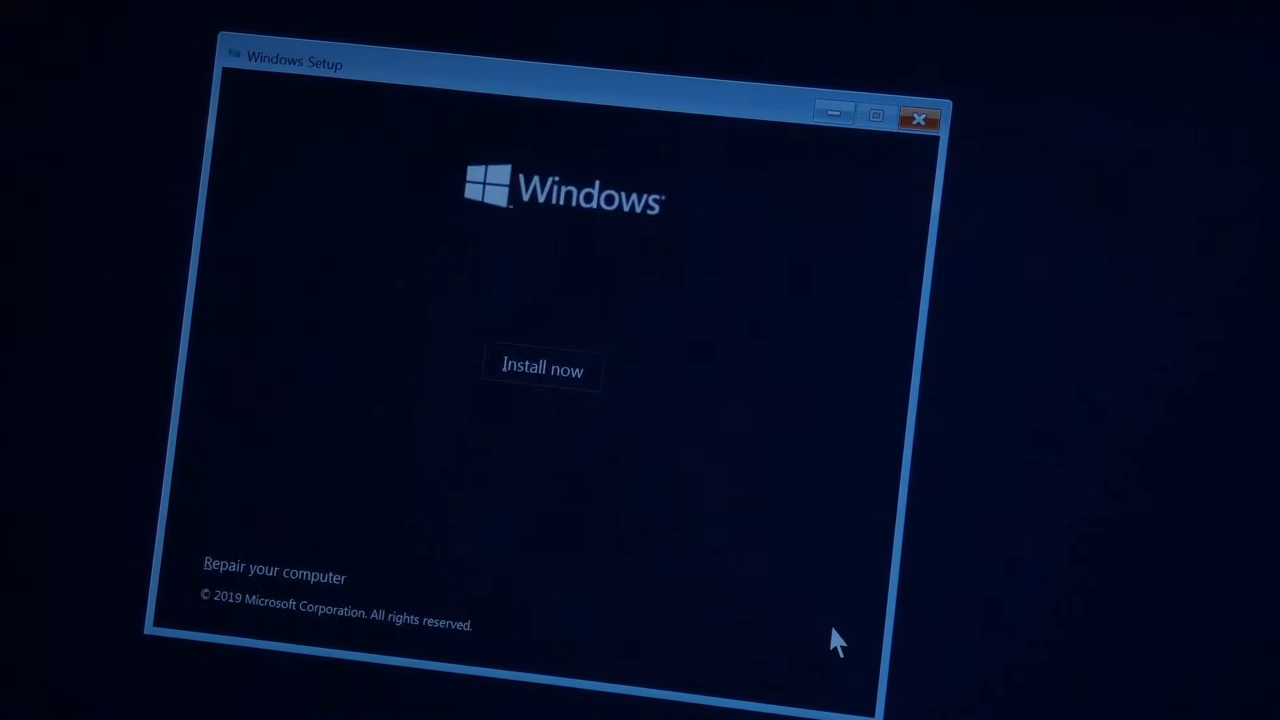 Windows Setup
Windows
Install now
Repair your computer
© 2019 Microsoft Corporation. All rights reserved.